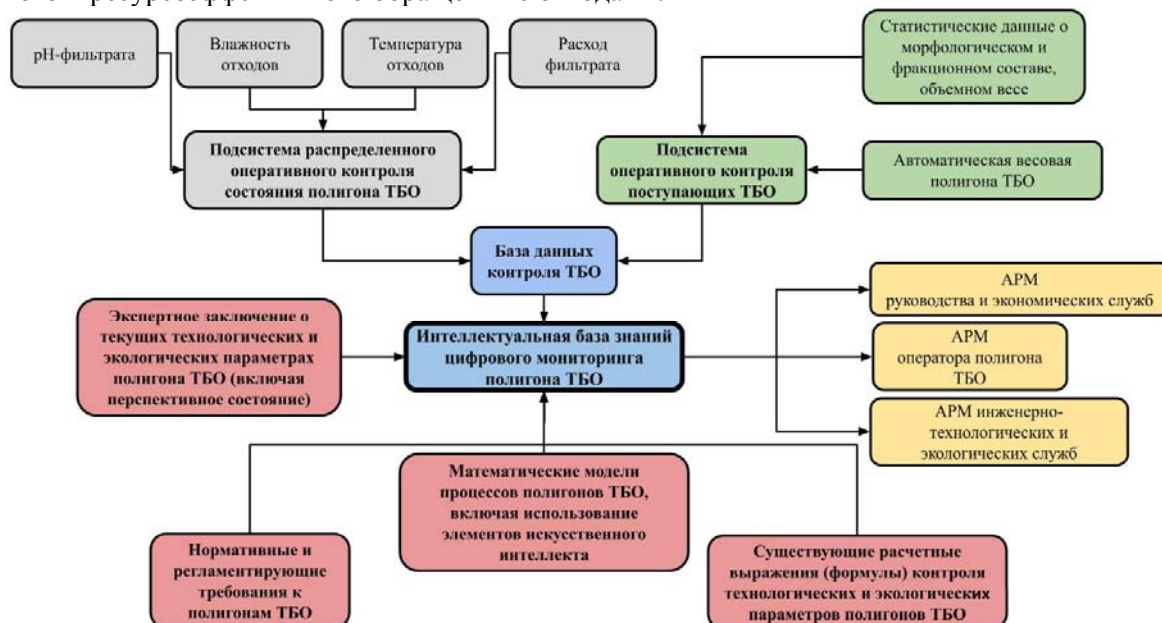 рН-фильтрата
Влажность
отходов
Температура
отходов
Расход
фильтрата
Статистические данные о
морфологическом и
фракционном составе,
объемном весе
Подсистема распределенного
оперативного контроля
состояния полигона ТБО
Подсистема
оперативного контроля
поступающих ТБО
Автоматическая весовая
полигона ТБО
База данных
контроля ТБО
Экспертное заключение о
текущих технологических и
экологических параметрах
полигона ТБО (включая
перспективное состояние)
Интеллектуальная база знаний
цифрового мониторинга
полигона ТБО
АРМ
руководства и экономических служб
АРМ
оператора полигона
ТБО
АРМ инженерно-
технологических и
экологических служб
Математические модели
процессов полигонов ТБО,
включая использование
элементов искусственного
интеллекта
Нормативные и
регламентирующие
требования к
полигонам ТБО
Существующие расчетные
выражения (формулы) контроля
технологических и экологических
параметров полигонов ТБО